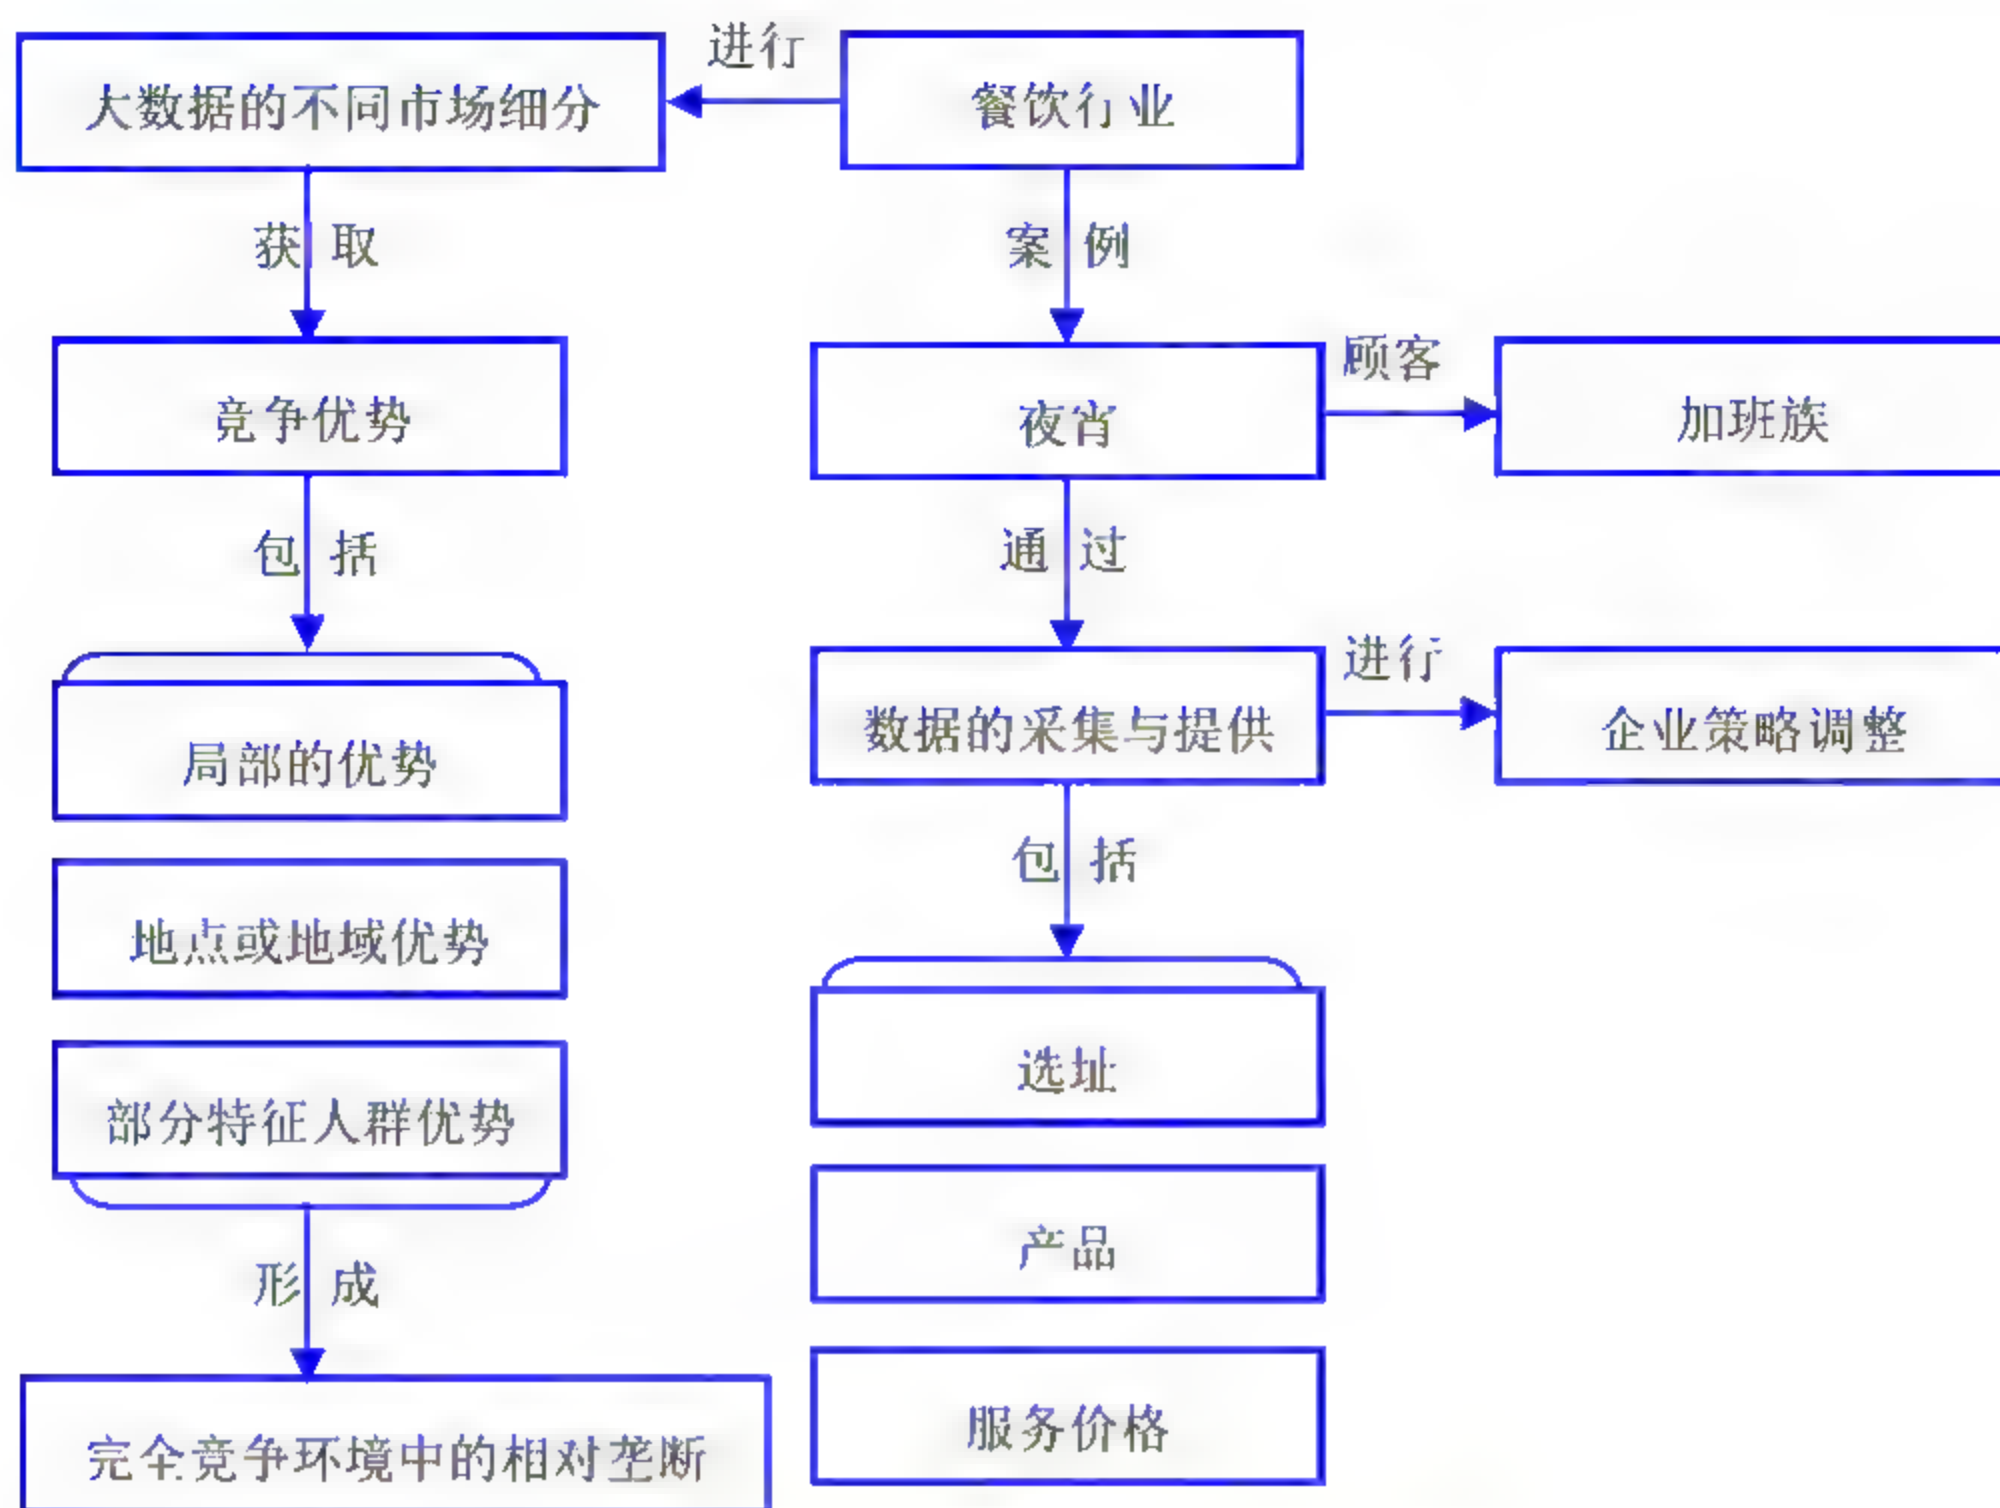 进行
大数据的不同市场细分
餐饮行业
获取
案例
顾客
竞争优势
夜宵
加班族
包括
通过
进行
局部的优势
数据的采集与提供
企业策略调整
包括
地点或地域优势
选址
部分特征人群优势
产品
形成
服务价格
完全竞争环境中的相对垄断